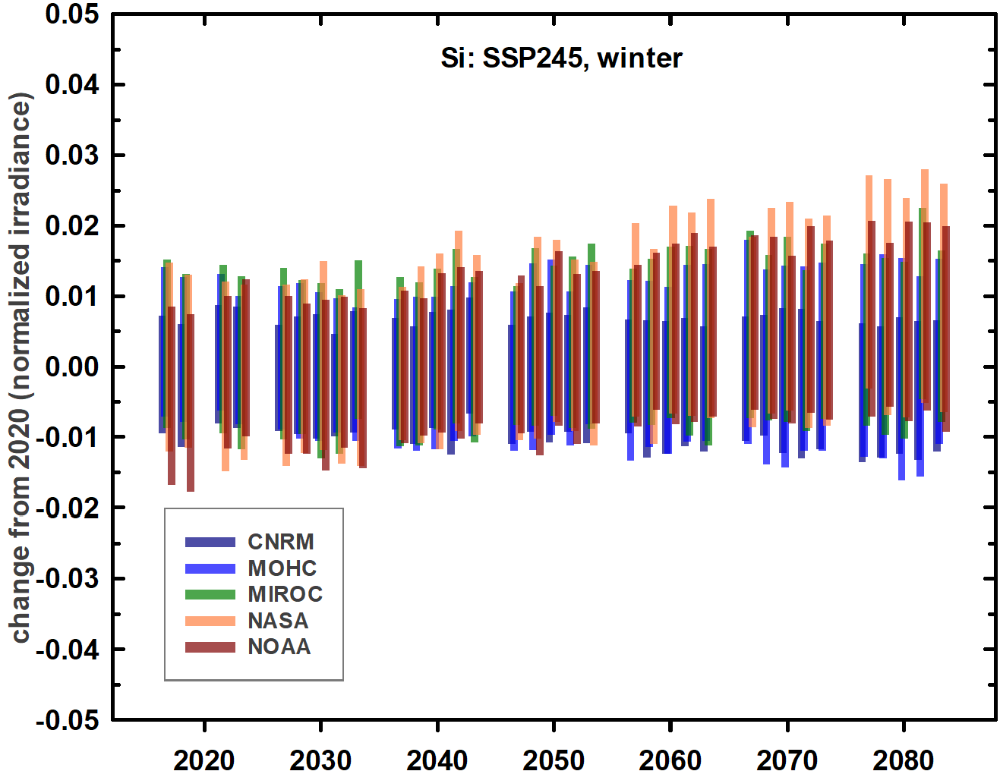 Si: SSP245, winter
change from 2020 (normalized irradiance)
0.05
0.04
0.03
0.02
0.01
0.00
-0.01
-0.02
-0.03
-0.04
-0.05
CNRM
MOHC
MIROC
NASA
NOAA
2020 2030 2040 2050 2060 2070 2080